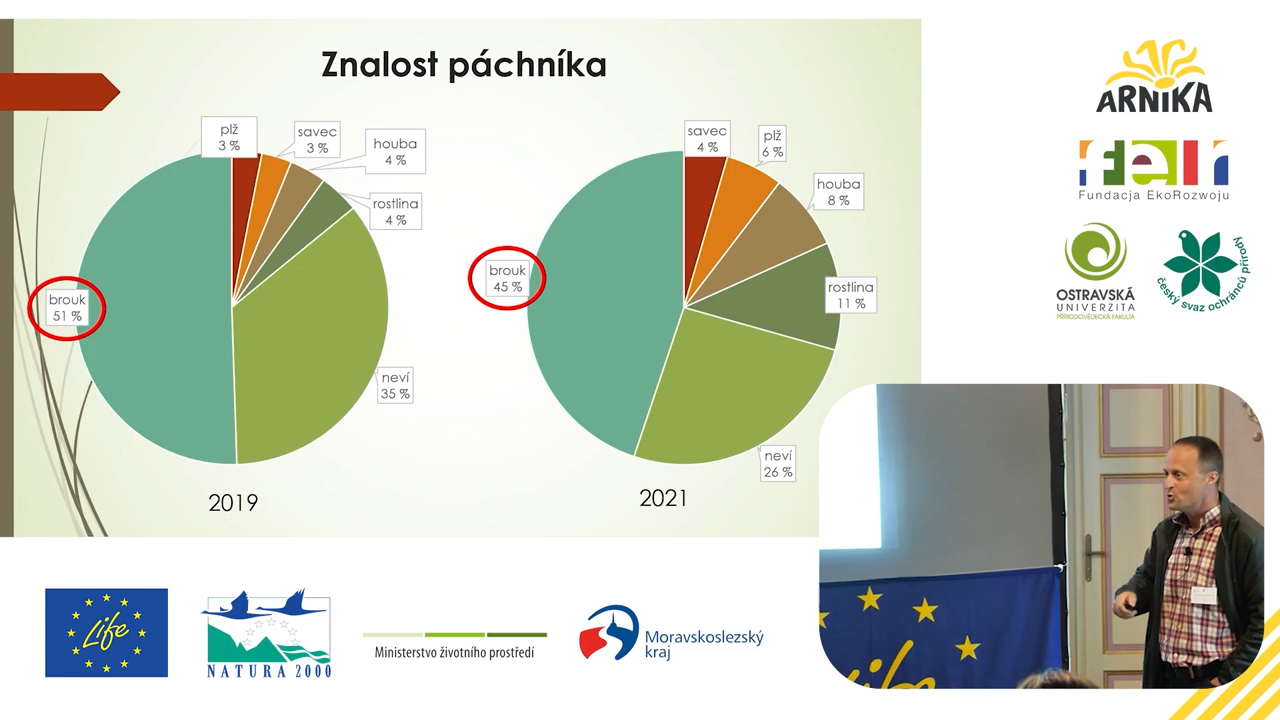 Znalost páchníka
plž
3 %
savec
3 %
houba
4 %
rostlina
4 %
brouk
51 %
neví
35 %
2019
savec
4 %
plž
6 %
houba
8 %
rostlina
11 %
brouk
45 %
neví
26 %
2021
ARNIKA
feri
Fundacja EkoRozwoju
OSTRAVSKÁ
UNIVERZITA
PŘÍRODOVĚDECKÁ FAKULTA
český svaz ochránců přírody
Life
NATURA 2000
Ministerstvo životního prostředí
Moravskoslezský
kraj
life